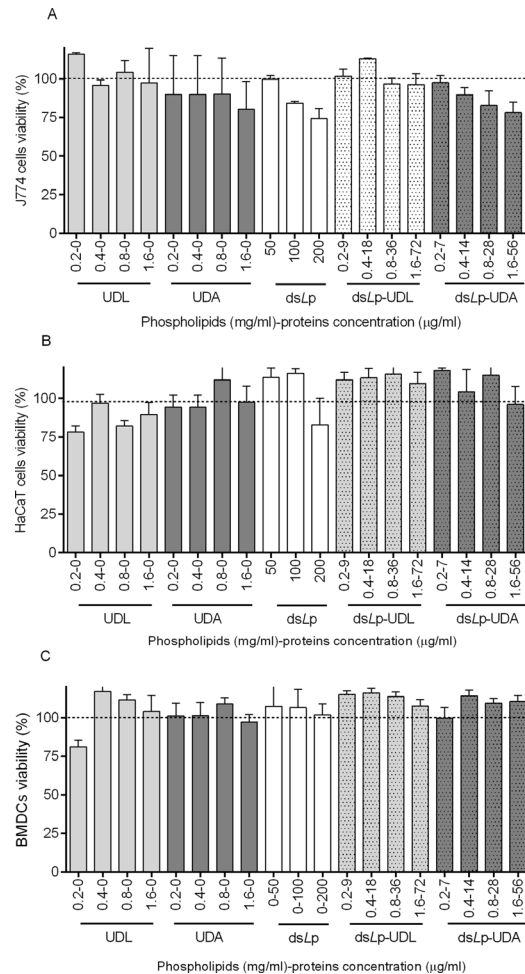 A
J774 cells viability (%)
100
75
50
25
0
0.2-0 0.4-0 0.8-0 1.6-0 0.2-0 0.4-0 0.8-0 1.6-0 50 100 200 0.2-9 0.4-18 0.8-36 1.6-72 0.2-7 0.4-14 0.8-28 1.6-56
UDL UDA dsLp dsLp-UDL dsLp-UDA
Phospholipids (mg/ml)-proteins concentration (µg/ml)
B
HaCaT cells viability (%)
100
75
50
25
0
0.2-0 0.4-0 0.8-0 1.6-0 0.2-0 0.4-0 0.8-0 1.6-0 50 100 200 0.2-9 0.4-18 0.8-36 1.6-72 0.2-7 0.4-14 0.8-28 1.6-56
UDL UDA dsLp dsLp-UDL dsLp-UDA
Phospholipids (mg/ml)-proteins concentration (µg/ml)
C
BMDCs viability (%)
100
75
50
25
0
0.2-0 0.4-0 0.8-0 1.6-0 0.2-0 0.4-0 0.8-0 1.6-0 0-50 0-100 0-200 0.2-9 0.4-18 0.8-36 1.6-72 0.2-7 0.4-14 0.8-28 1.6-56
UDL UDA dsLp dsLp-UDL dsLp-UDA
Phospholipids (mg/ml)-proteins concentration (µg/ml)